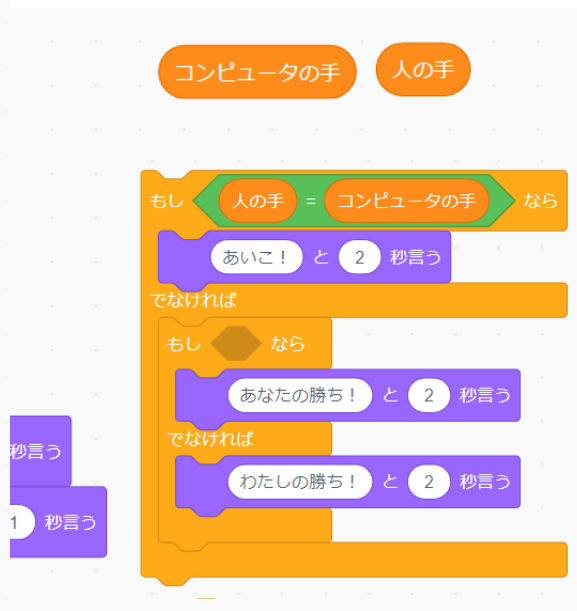 コンピュータの手 人の手
もし 人の手 = コンピュータの手 なら
あいこ！ と 2 秒言う
でなければ
もし なら
あなたの勝ち！ と 2 秒言う
でなければ
秒言う
わたしの勝ち！ と 2 秒言う
1 秒言う